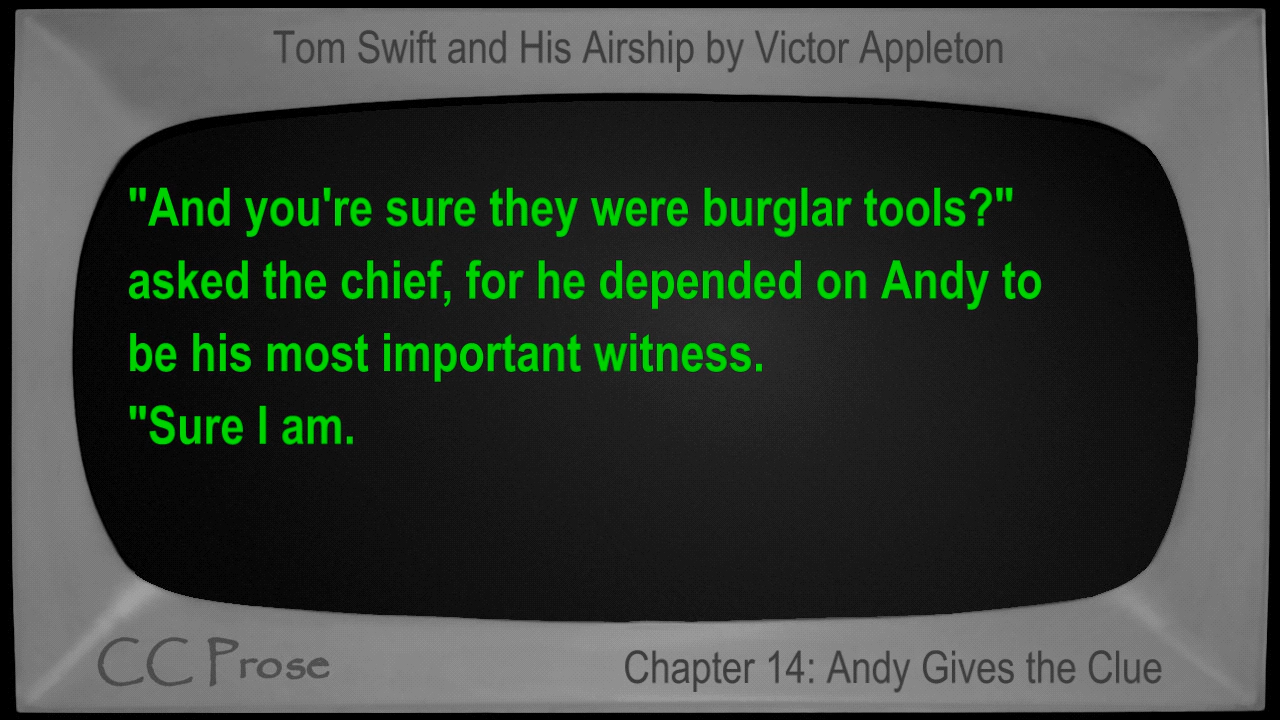 Tom Swift and His Airship by Victor Appleton
"And you're sure they were burglar tools?"
asked the chief, for he depended on Andy to
be his most important witness.
"Sure I am.
CC Prose
Chapter 14: Andy Gives the Clue